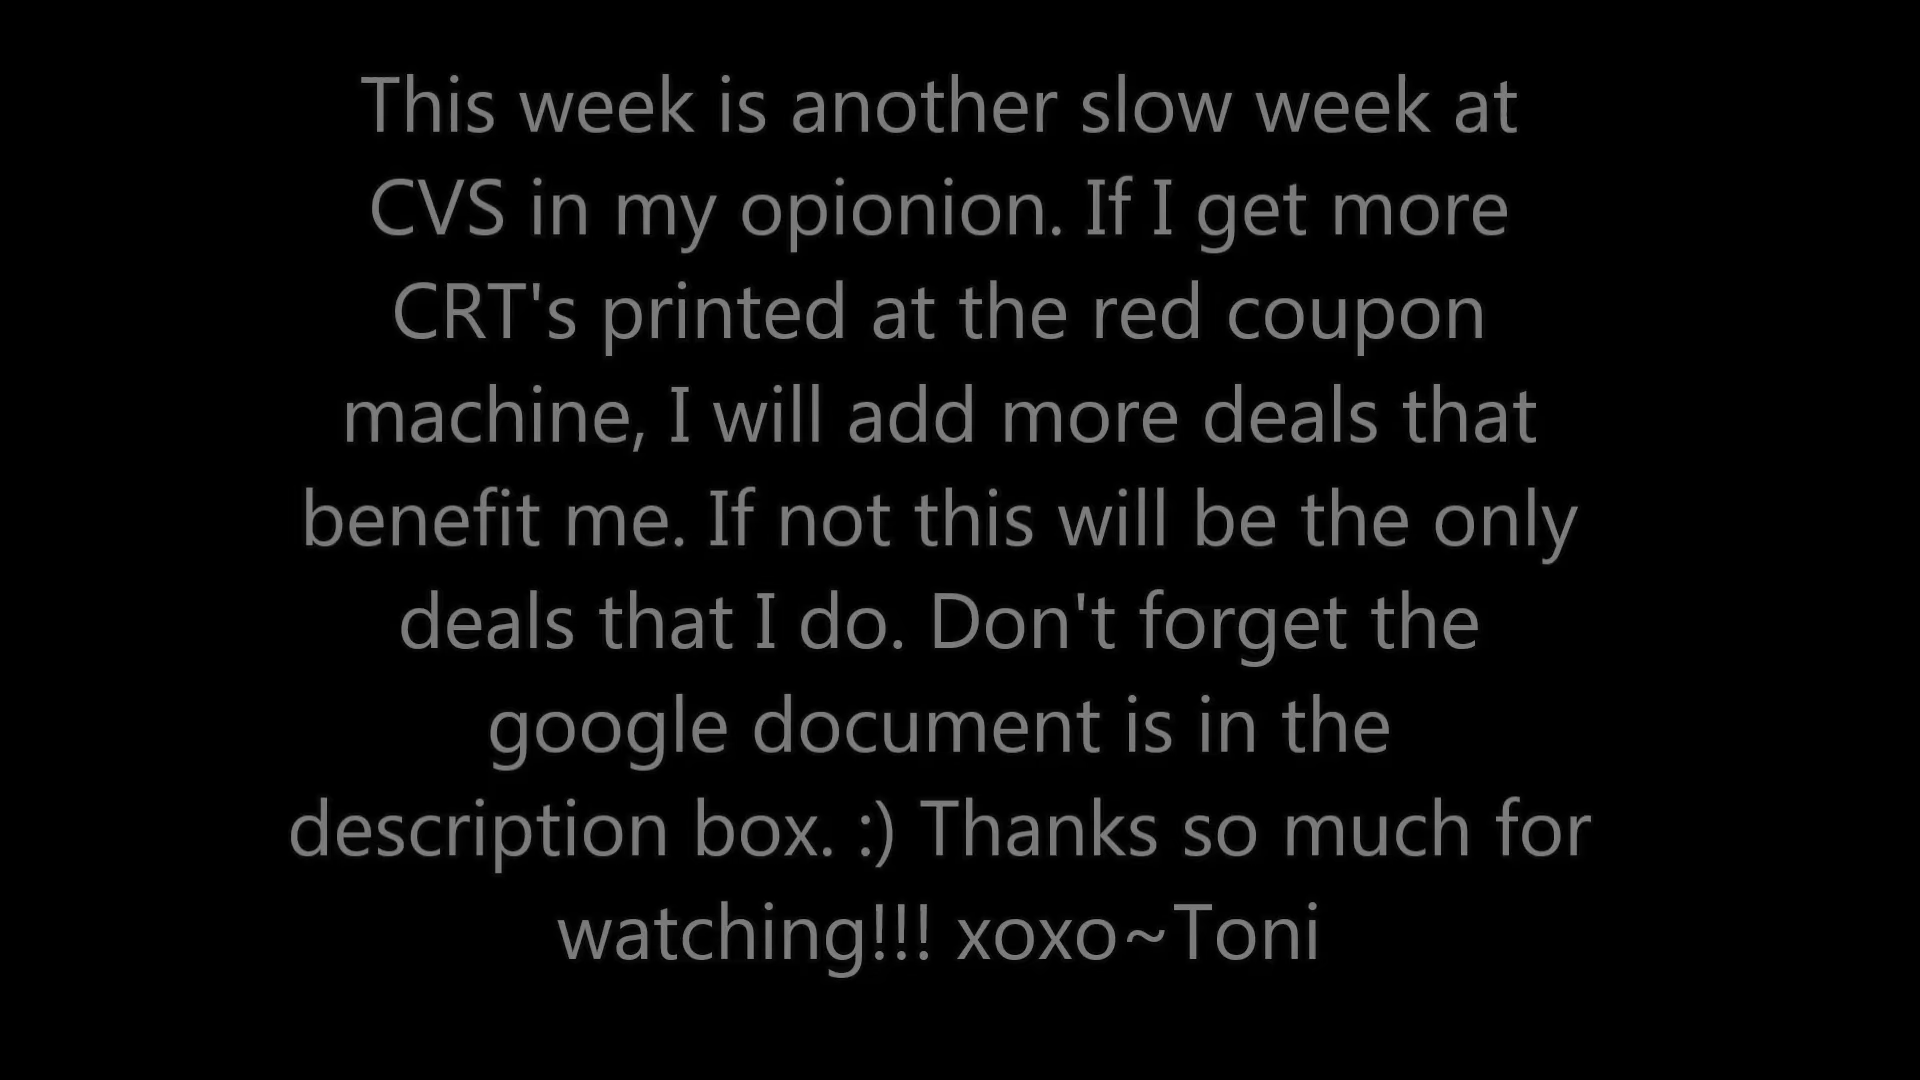 This week is another slow week at
CVS in my opionion. If I get more
CRT's printed at the red coupon
machine, I will add more deals that
benefit me. If not this will be the only
deals that I do. Don't forget the
google document is in the
description box. :) Thanks so much for
watching!!! xoxo~Toni